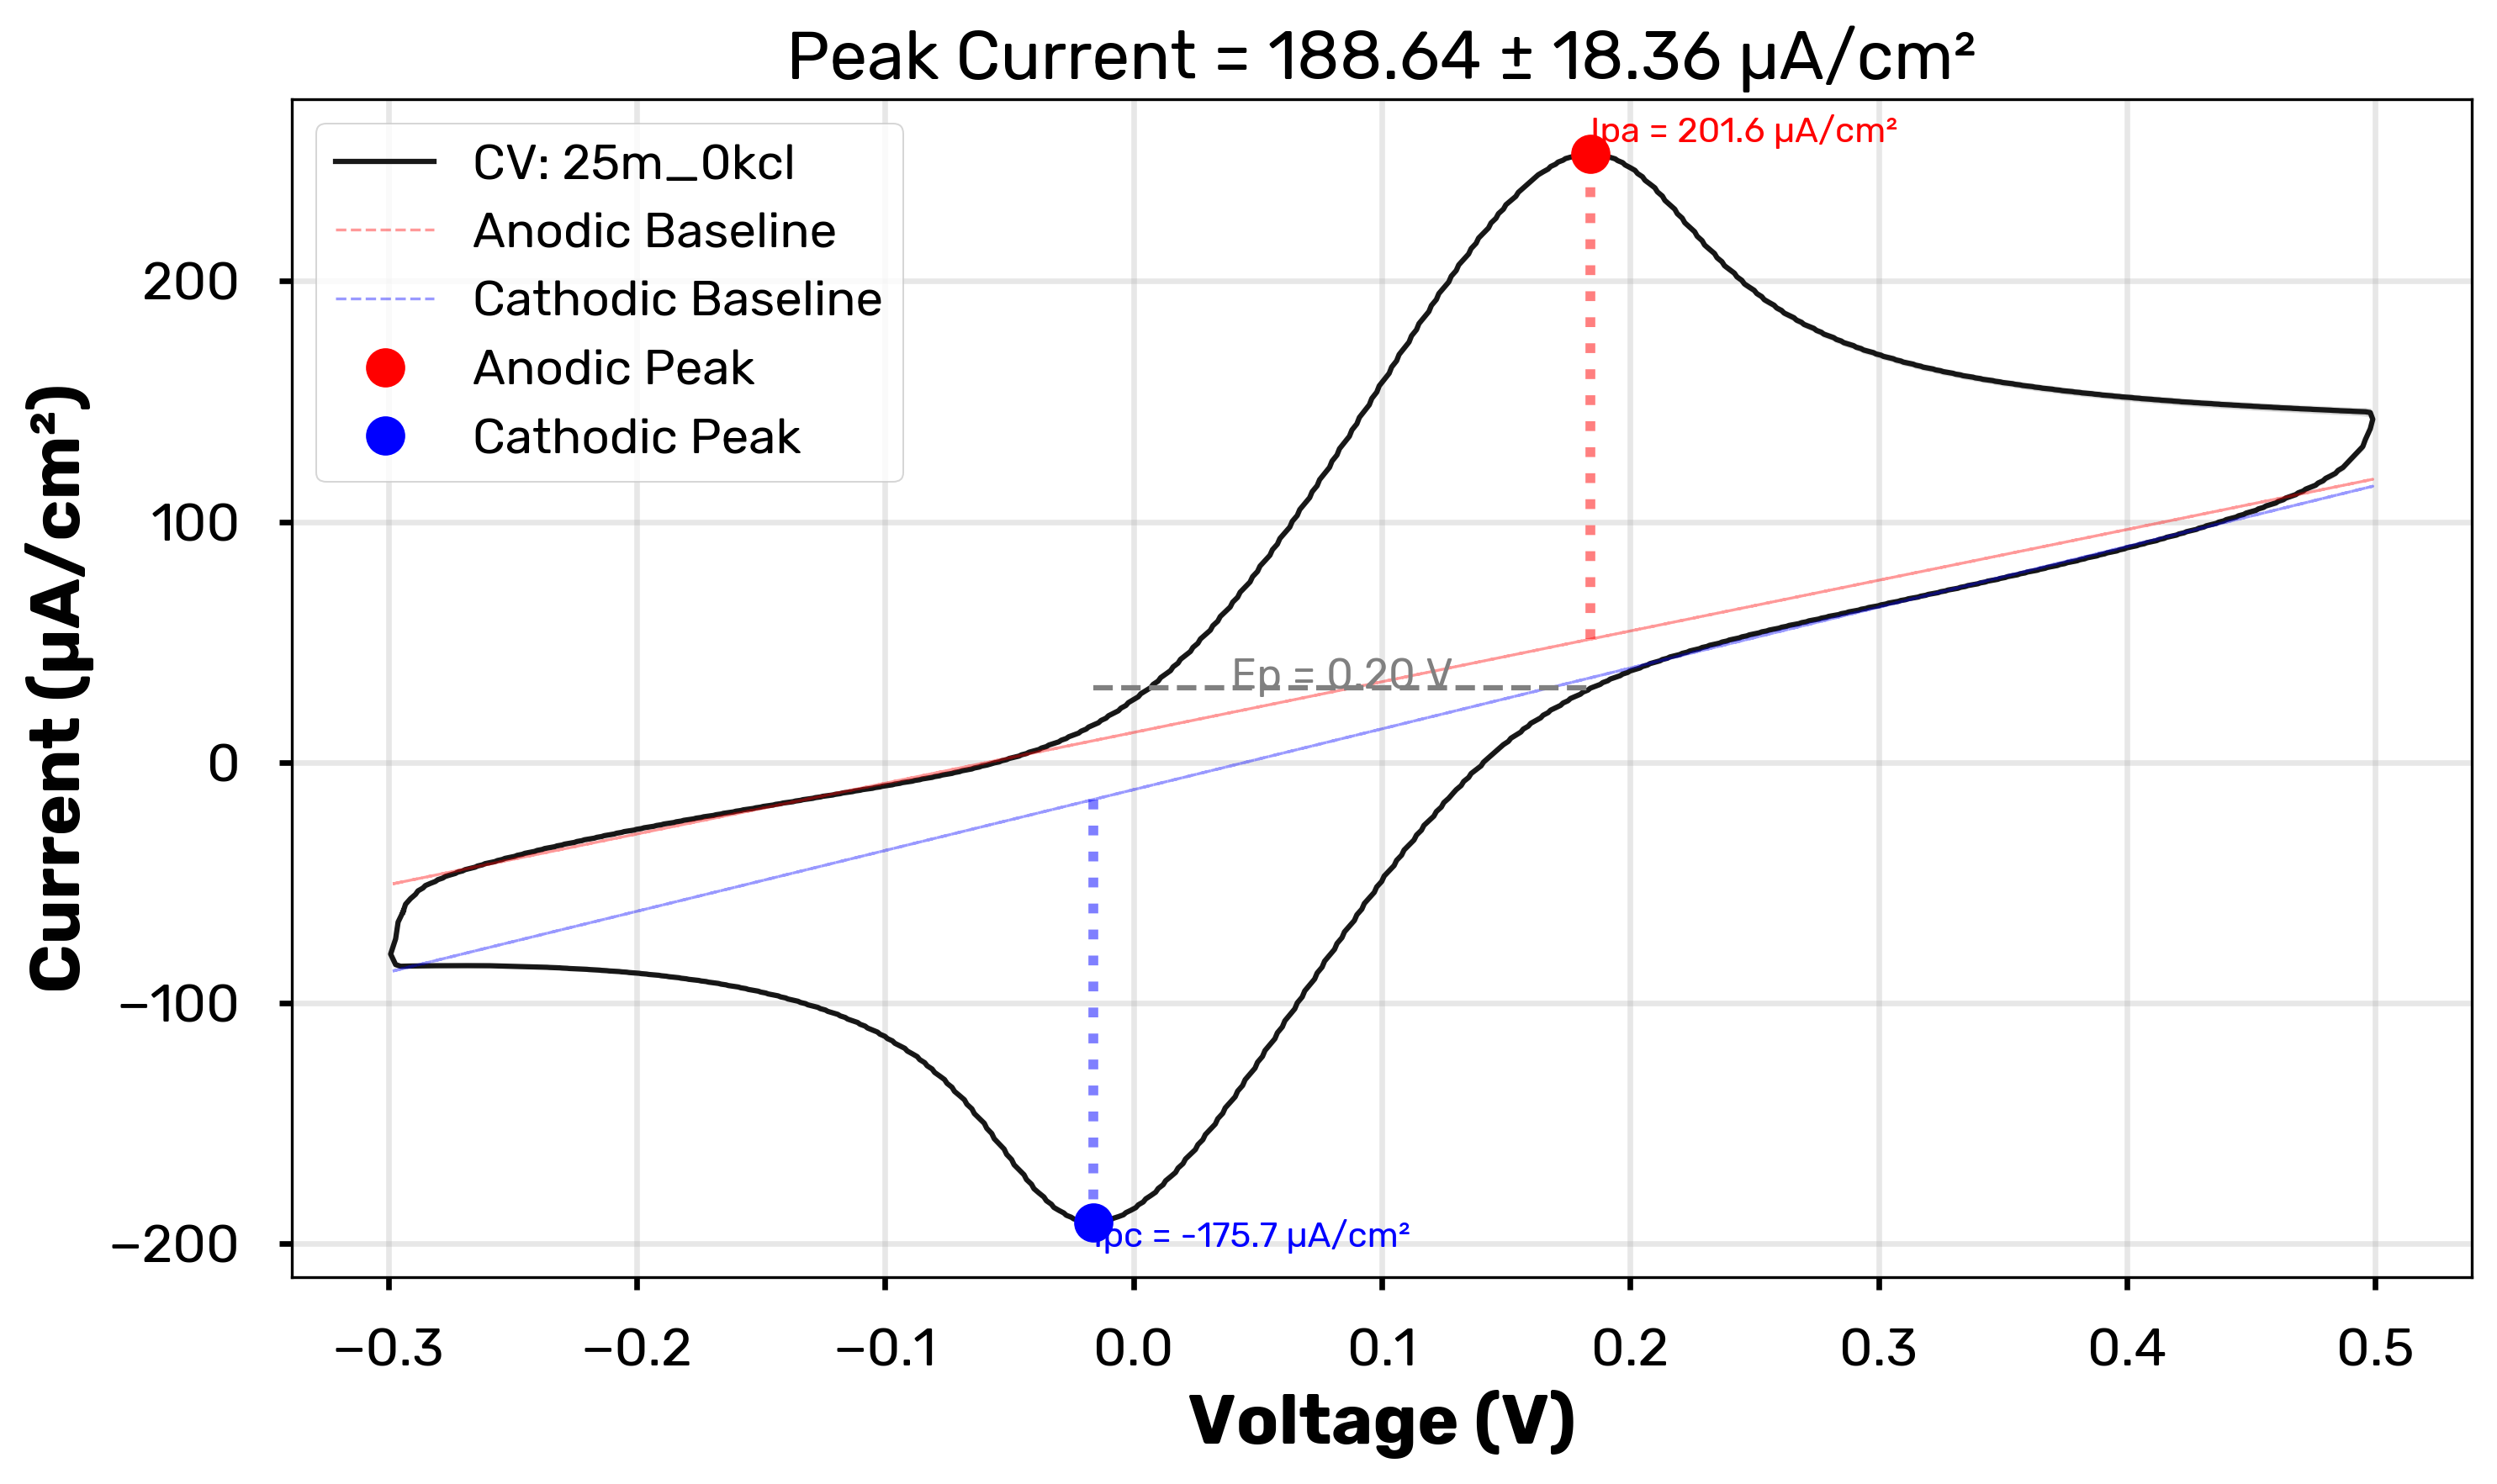 Peak Current = 188.64 ± 18.36 µA/cm²
Ipa = 201.6 µA/cm²
CV: 25m_0kcl
Anodic Baseline
Cathodic Baseline
Anodic Peak
Cathodic Peak
Ep = 0.20 V
Ipc = -175.7 µA/cm²
Current (µA/cm²)
200
100
0
−100
−200
−0.3 −0.2 −0.1 0.0 0.1 0.2 0.3 0.4 0.5
Voltage (V)